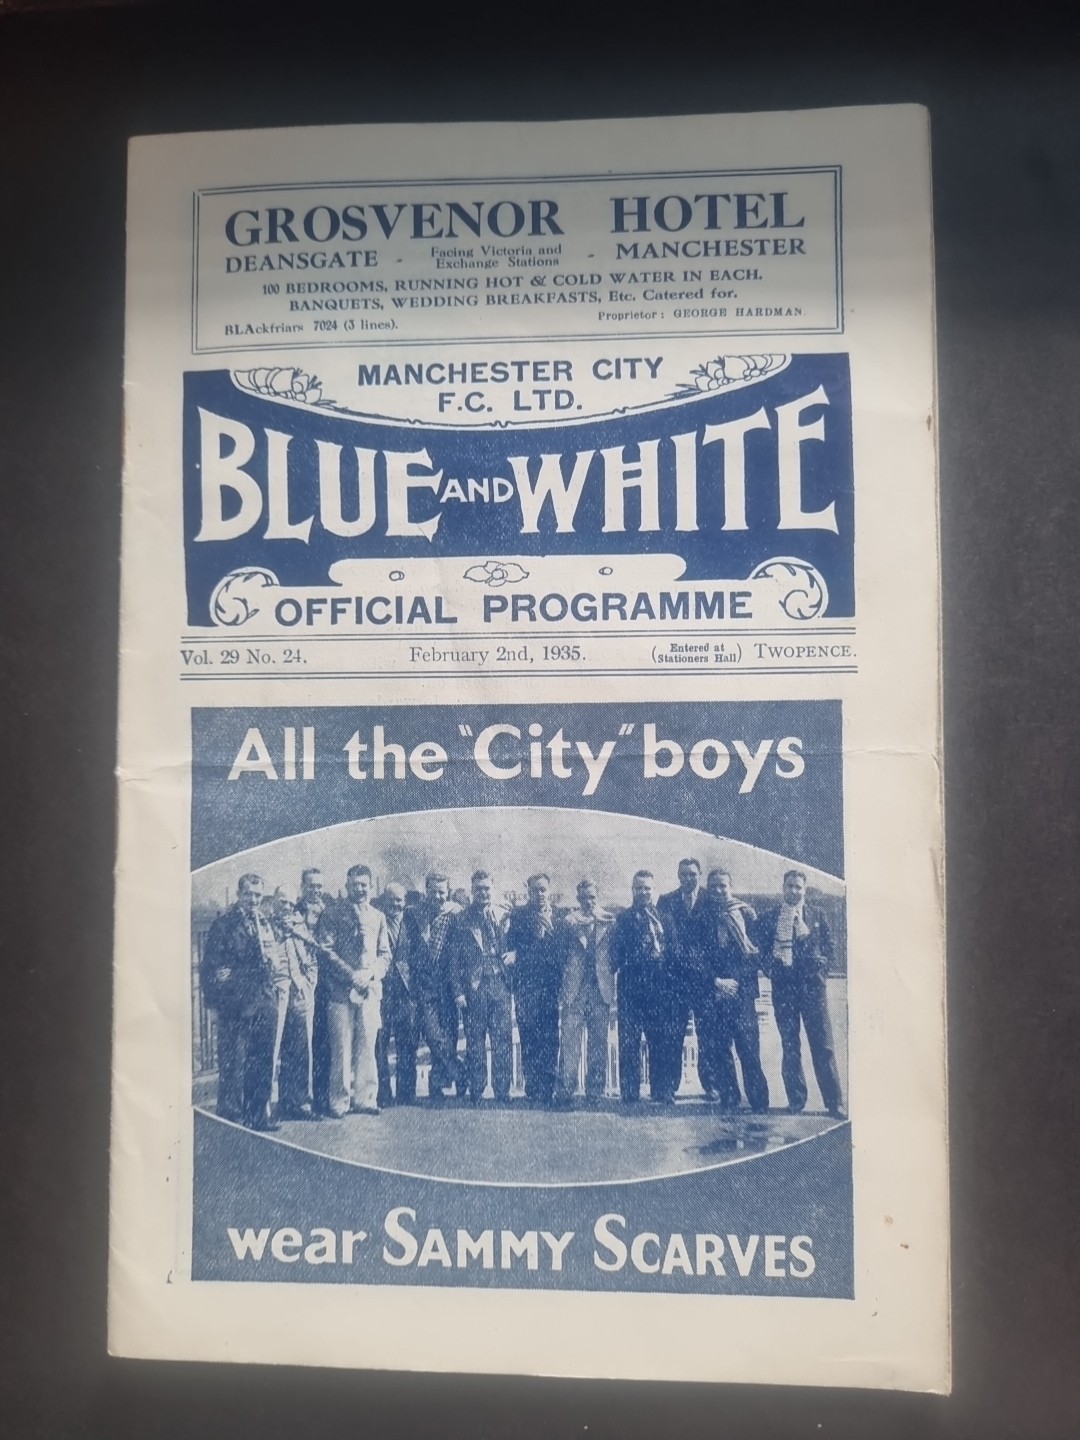 GROSVENOR HOTEL
DEANSGATE - Facing Victoria and Exchange Stations - MANCHESTER
100 BEDROOMS, RUNNING HOT & COLD WATER IN EACH.
BANQUETS, WEDDING BREAKFASTS, Etc. Catered for.
BLAckfriars 7024 (3 lines). Proprietor: GEORGE HARDMAN.
MANCHESTER CITY
F.C. LTD.
BLUE AND WHITE
OFFICIAL PROGRAMME
Vol. 29 No. 24. February 2nd, 1935. (Entered at Stationers Hall) TWOPENCE.
All the "City" boys
wear SAMMY SCARVES